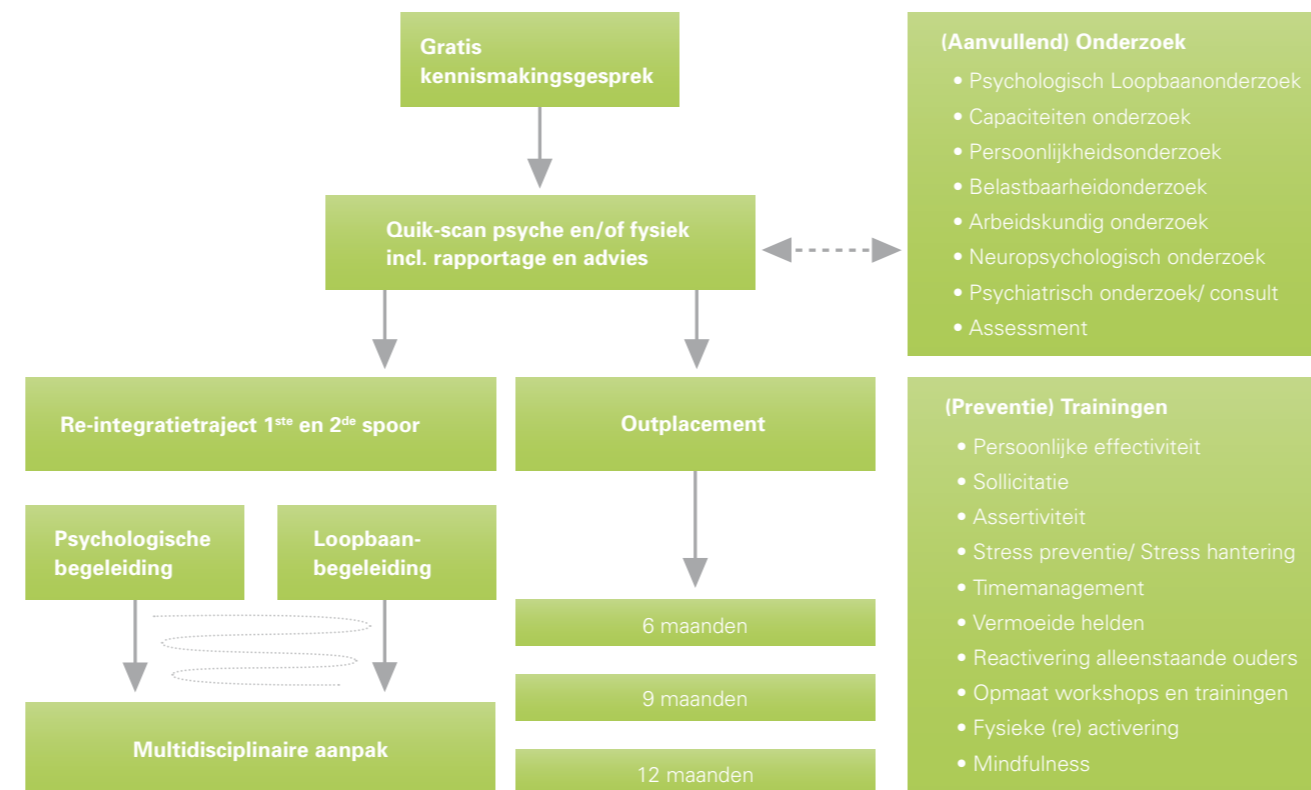 Gratis
kennismakingsgesprek
Quik-scan psyche en/of fysiek
incl. rapportage en advies
Re-integratietraject 1ste en 2de spoor
Outplacement
Psychologische
begeleiding
Loopbaan-
begeleiding
Multidisciplinaire aanpak
6 maanden
9 maanden
12 maanden
(Aanvullend) Onderzoek
• Psychologisch Loopbaanonderzoek
• Capaciteiten onderzoek
• Persoonlijkheidsonderzoek
• Belastbaarheidonderzoek
• Arbeidskundig onderzoek
• Neuropsychologisch onderzoek
• Psychiatrisch onderzoek/ consult
• Assessment
(Preventie) Trainingen
• Persoonlijke effectiviteit
• Sollicitatie
• Assertiviteit
• Stress preventie/ Stress hantering
• Timemanagement
• Vermoeide helden
• Reactivering alleenstaande ouders
• Opmaat workshops en trainingen
• Fysieke (re) activering
• Mindfulness